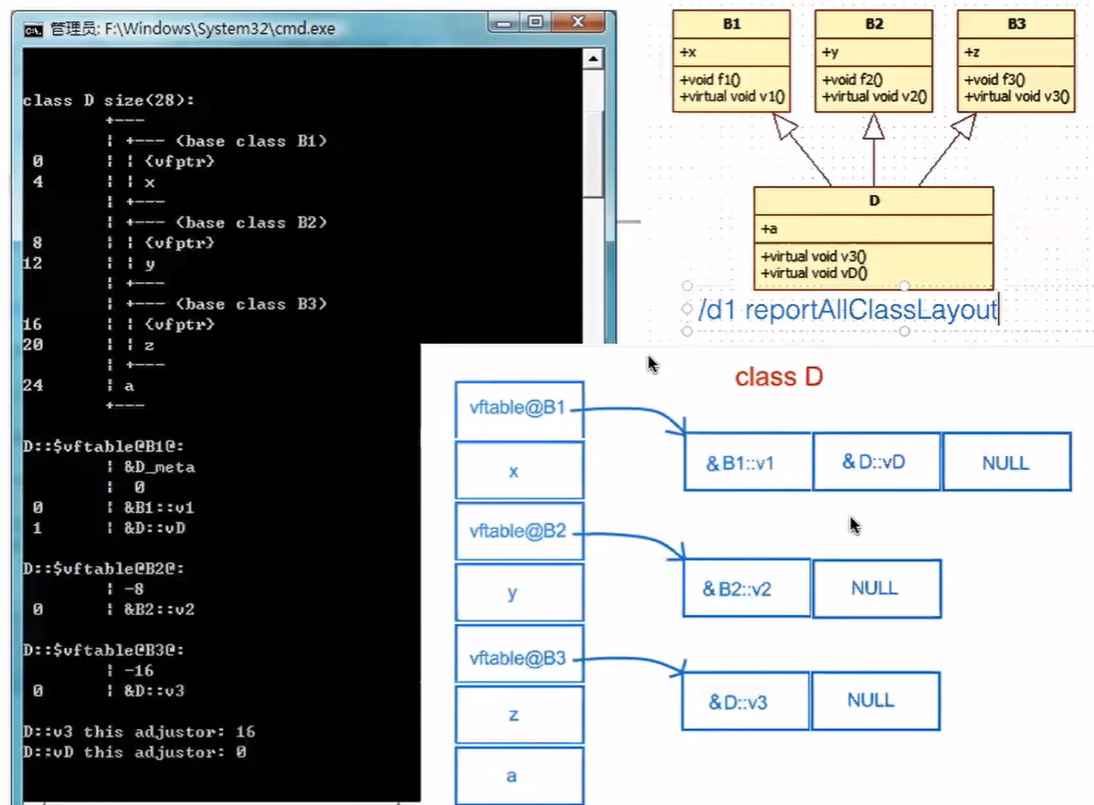 管理员: F:\Windows\System32\cmd.exe
class D size(28):
+---
| +--- (base class B1)
0 | | {vfptr}
4 | | x
| +---
| +--- (base class B2)
8 | | {vfptr}
12 | | y
| +---
| +--- (base class B3)
16 | | {vfptr}
20 | | z
| +---
24 | a
+---
D::$vftable@B1@:
| &D_meta
| 0
0 | &B1::v1
1 | &D::vD
D::$vftable@B2@:
| -8
0 | &B2::v2
D::$vftable@B3@:
| -16
0 | &D::v3
D::v3 this adjustor: 16
D::vD this adjustor: 0
B1
+x
+void f1()
+virtual void v1()
B2
+y
+void f2()
+virtual void v2()
B3
+z
+void f3()
+virtual void v3()
D
+a
+virtual void v3()
+virtual void vD()
/d1 reportAllClassLayout
class D
vftable@B1
&B1::v1
&D::vD
NULL
x
vftable@B2
&B2::v2
NULL
y
vftable@B3
&D::v3
NULL
z
a